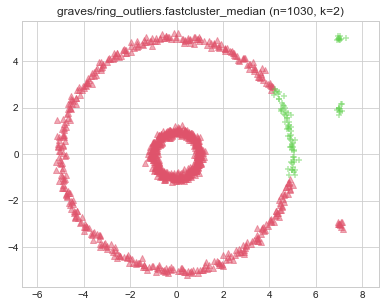 graves/ring_outliers.fastcluster_median (n=1030, k=2)
4
2
0
−2
−4
−6 −4 −2 0 2 4 6 8